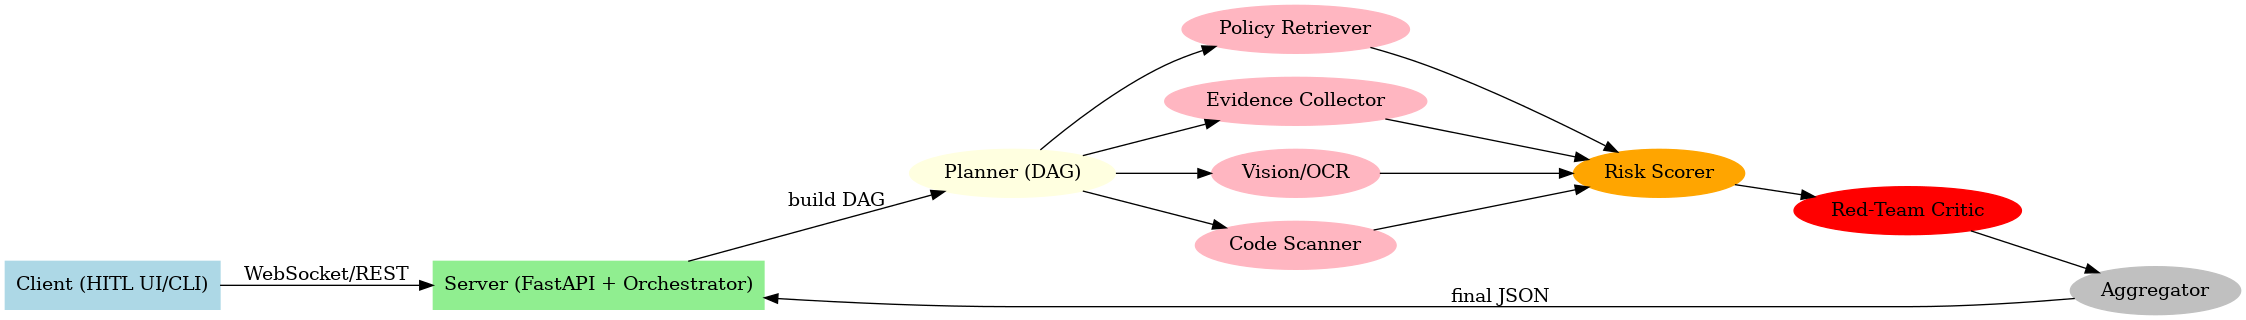 Client (HITL UI/CLI)
WebSocket/REST
Server (FastAPI + Orchestrator)
build DAG
Planner (DAG)
Policy Retriever
Evidence Collector
Vision/OCR
Code Scanner
Risk Scorer
Red-Team Critic
Aggregator
final JSON